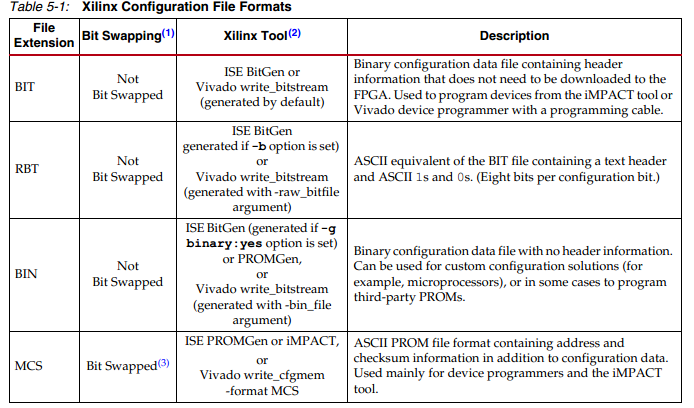 Table 5-1: Xilinx Configuration File Formats
File Extension Bit Swapping(1) Xilinx Tool(2) Description
BIT
Not
Bit Swapped
ISE BitGen or
Vivado write_bitstream
(generated by default)
Binary configuration data file containing header
information that does not need to be downloaded to the
FPGA. Used to program devices from the iMPACT tool or
Vivado device programmer with a programming cable.
RBT
Not
Bit Swapped
ISE BitGen
generated if -b option is set)
or
Vivado write_bitstream
(generated with -raw_bitfile
argument)
ASCII equivalent of the BIT file containing a text header
and ASCII 1s and 0s. (Eight bits per configuration bit.)
BIN
Not
Bit Swapped
ISE BitGen (generated if -g
binary:yes option is set)
or PROMGen,
or
Vivado write_bitstream
(generated with -bin_file
argument)
Binary configuration data file with no header information.
Can be used for custom configuration solutions (for
example, microprocessors), or in some cases to program
third-party PROMs.
MCS
Bit Swapped(3)
ISE PROMGen or iMPACT,
or
Vivado write_cfgmem
-format MCS
ASCII PROM file format containing address and
checksum information in addition to configuration data.
Used mainly for device programmers and the iMPACT
tool.